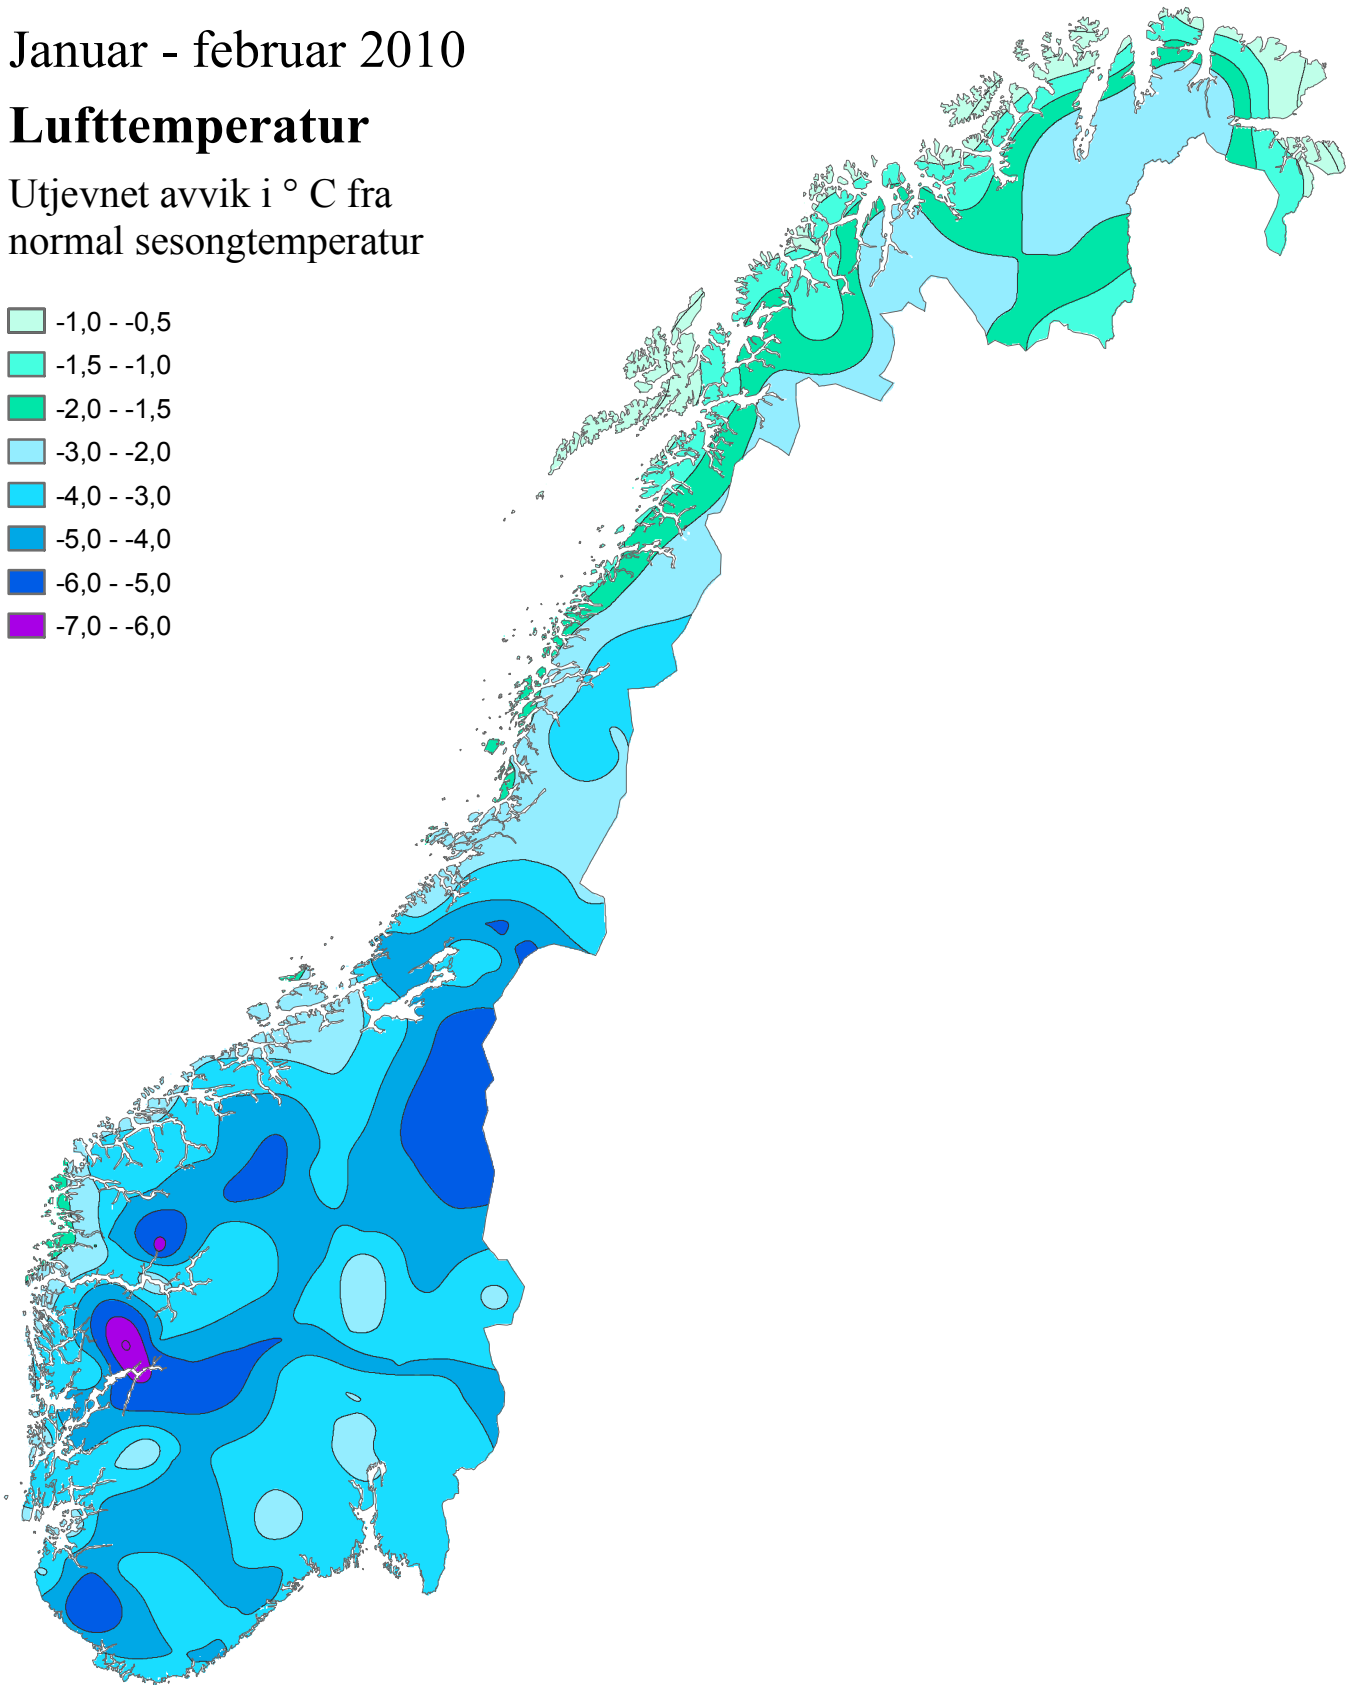 Januar - februar 2010
Lufttemperatur
Utjevnet avvik i ° C fra
normal sesongtemperatur
-1,0 - -0,5
-1,5 - -1,0
-2,0 - -1,5
-3,0 - -2,0
-4,0 - -3,0
-5,0 - -4,0
-6,0 - -5,0
-7,0 - -6,0